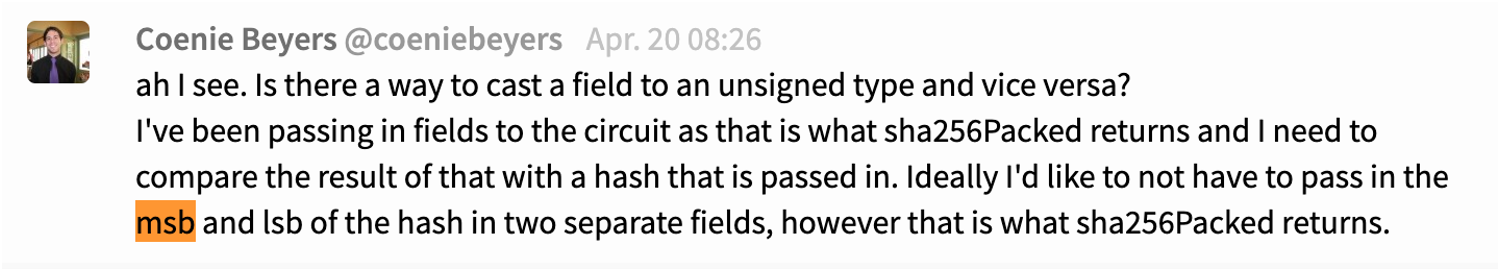 Coenie Beyers @coeniebeyers Apr. 20 08:26
ah I see. Is there a way to cast a field to an unsigned type and vice versa?
I've been passing in fields to the circuit as that is what sha256Packed returns and I need to
compare the result of that with a hash that is passed in. Ideally I'd like to not have to pass in the
msb and lsb of the hash in two separate fields, however that is what sha256Packed returns.